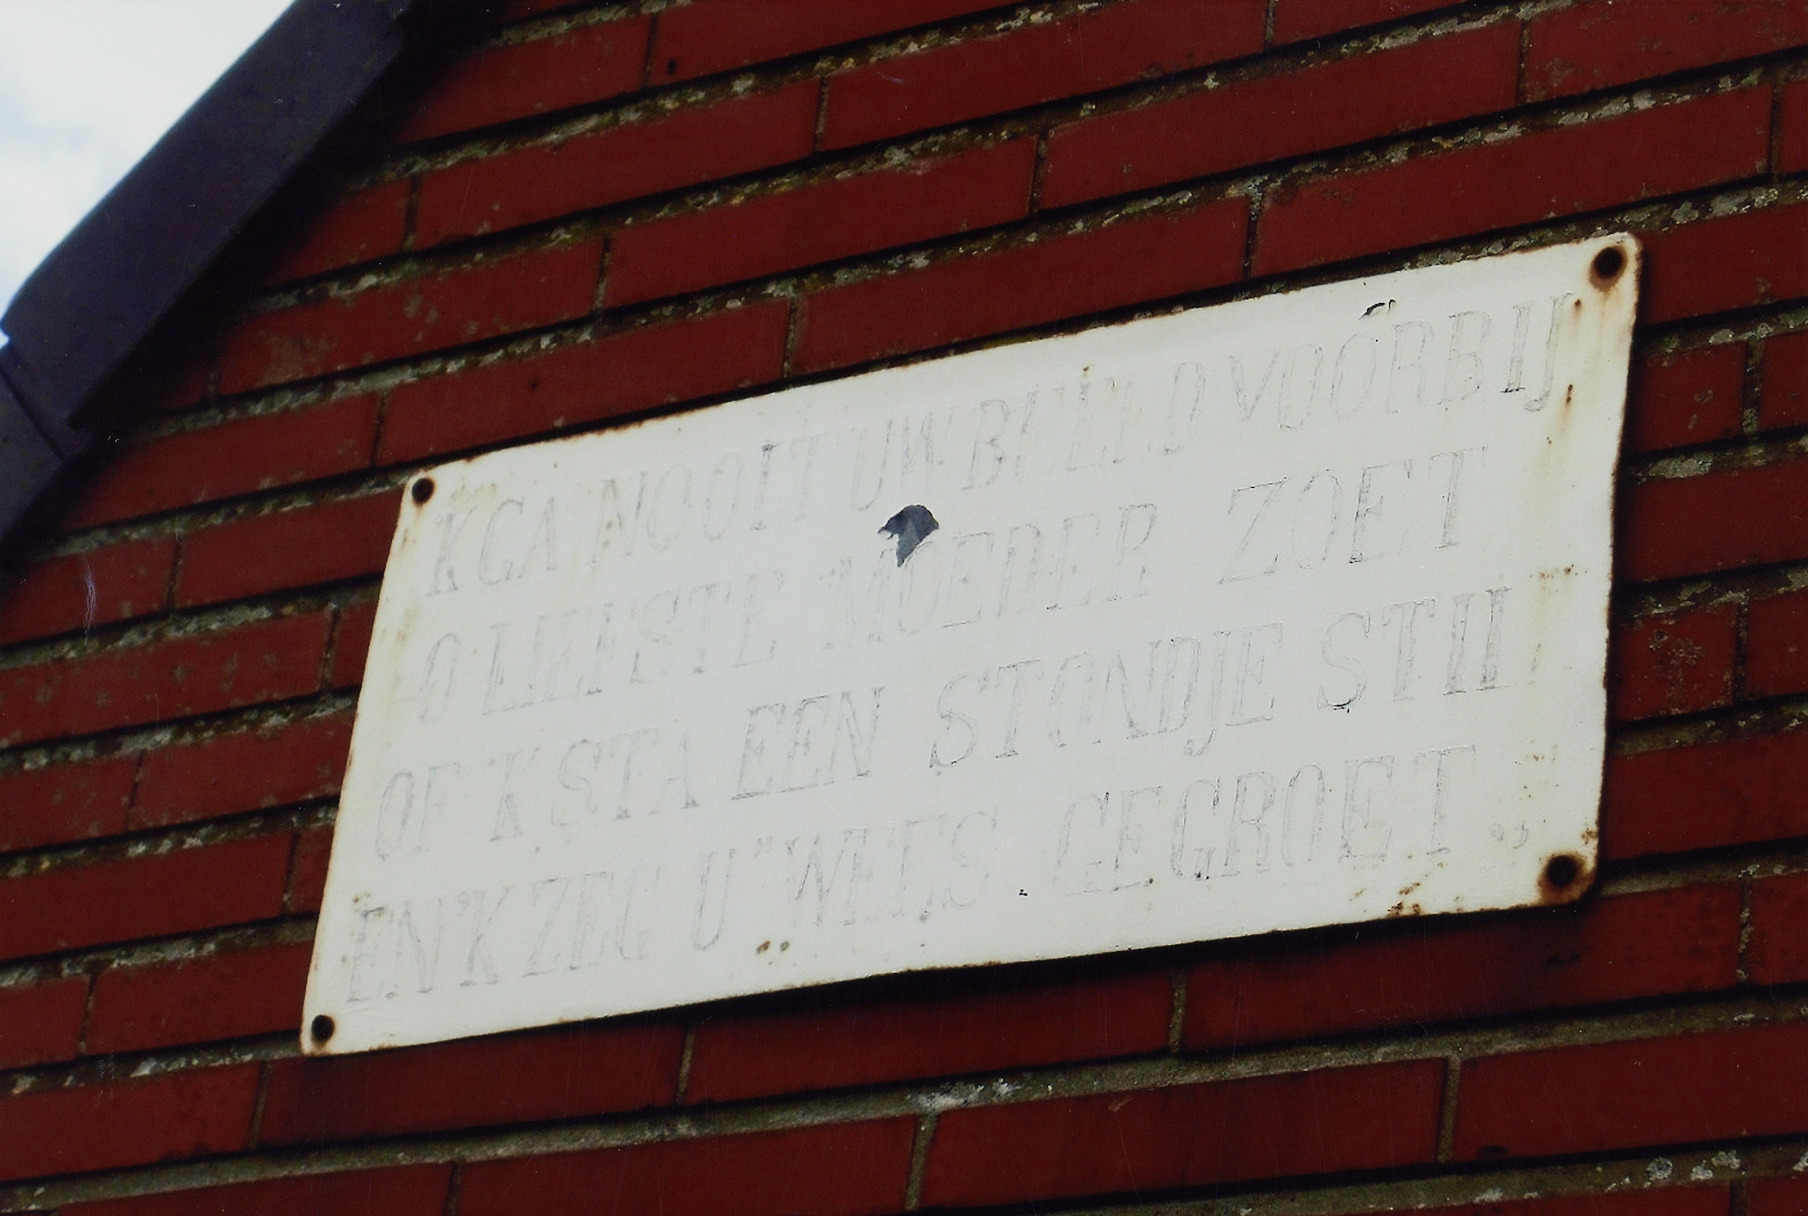 K GA NOOIT UW BEELD VOORBIJ
O LIEFSTE MOEDER ZOET
OF 'K STA EEN STONDJE STIL
EN 'K ZEG U "WEES GEGROET"